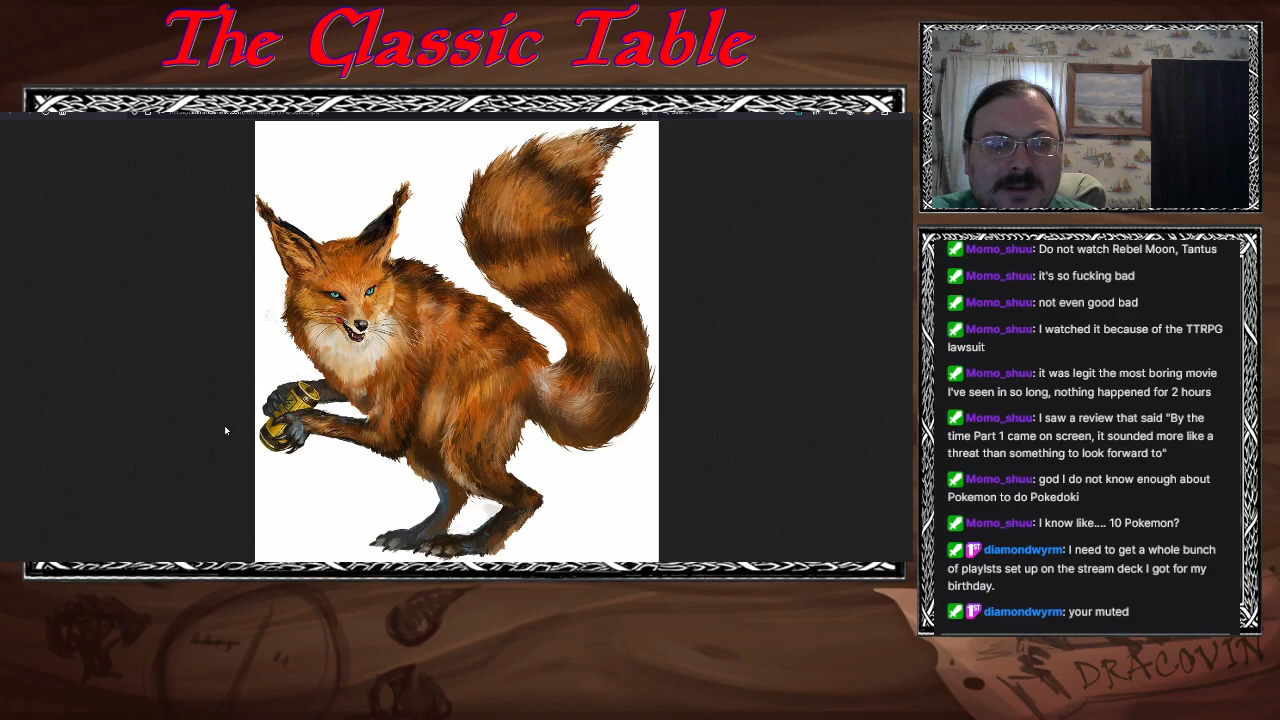 The Classic Table
Momo_shuu: Do not watch Rebel Moon, Tantus
Momo_shuu: it's so fucking bad
Momo_shuu: not even good bad
Momo_shuu: I watched it because of the TTRPG
lawsuit
Momo_shuu: it was legit the most boring movie
I've seen in so long, nothing happened for 2 hours
Momo_shuu: I saw a review that said "By the
time Part 1 came on screen, it sounded more like a
threat than something to look forward to"
Momo_shuu: god I do not know enough about
Pokemon to do Pokedoki
Momo_shuu: I know like.... 10 Pokemon?
1ST diamondwyrm: I need to get a whole bunch
of playlsts set up on the stream deck I got for my
birthday.
1ST diamondwyrm: your muted
DRACOVIN